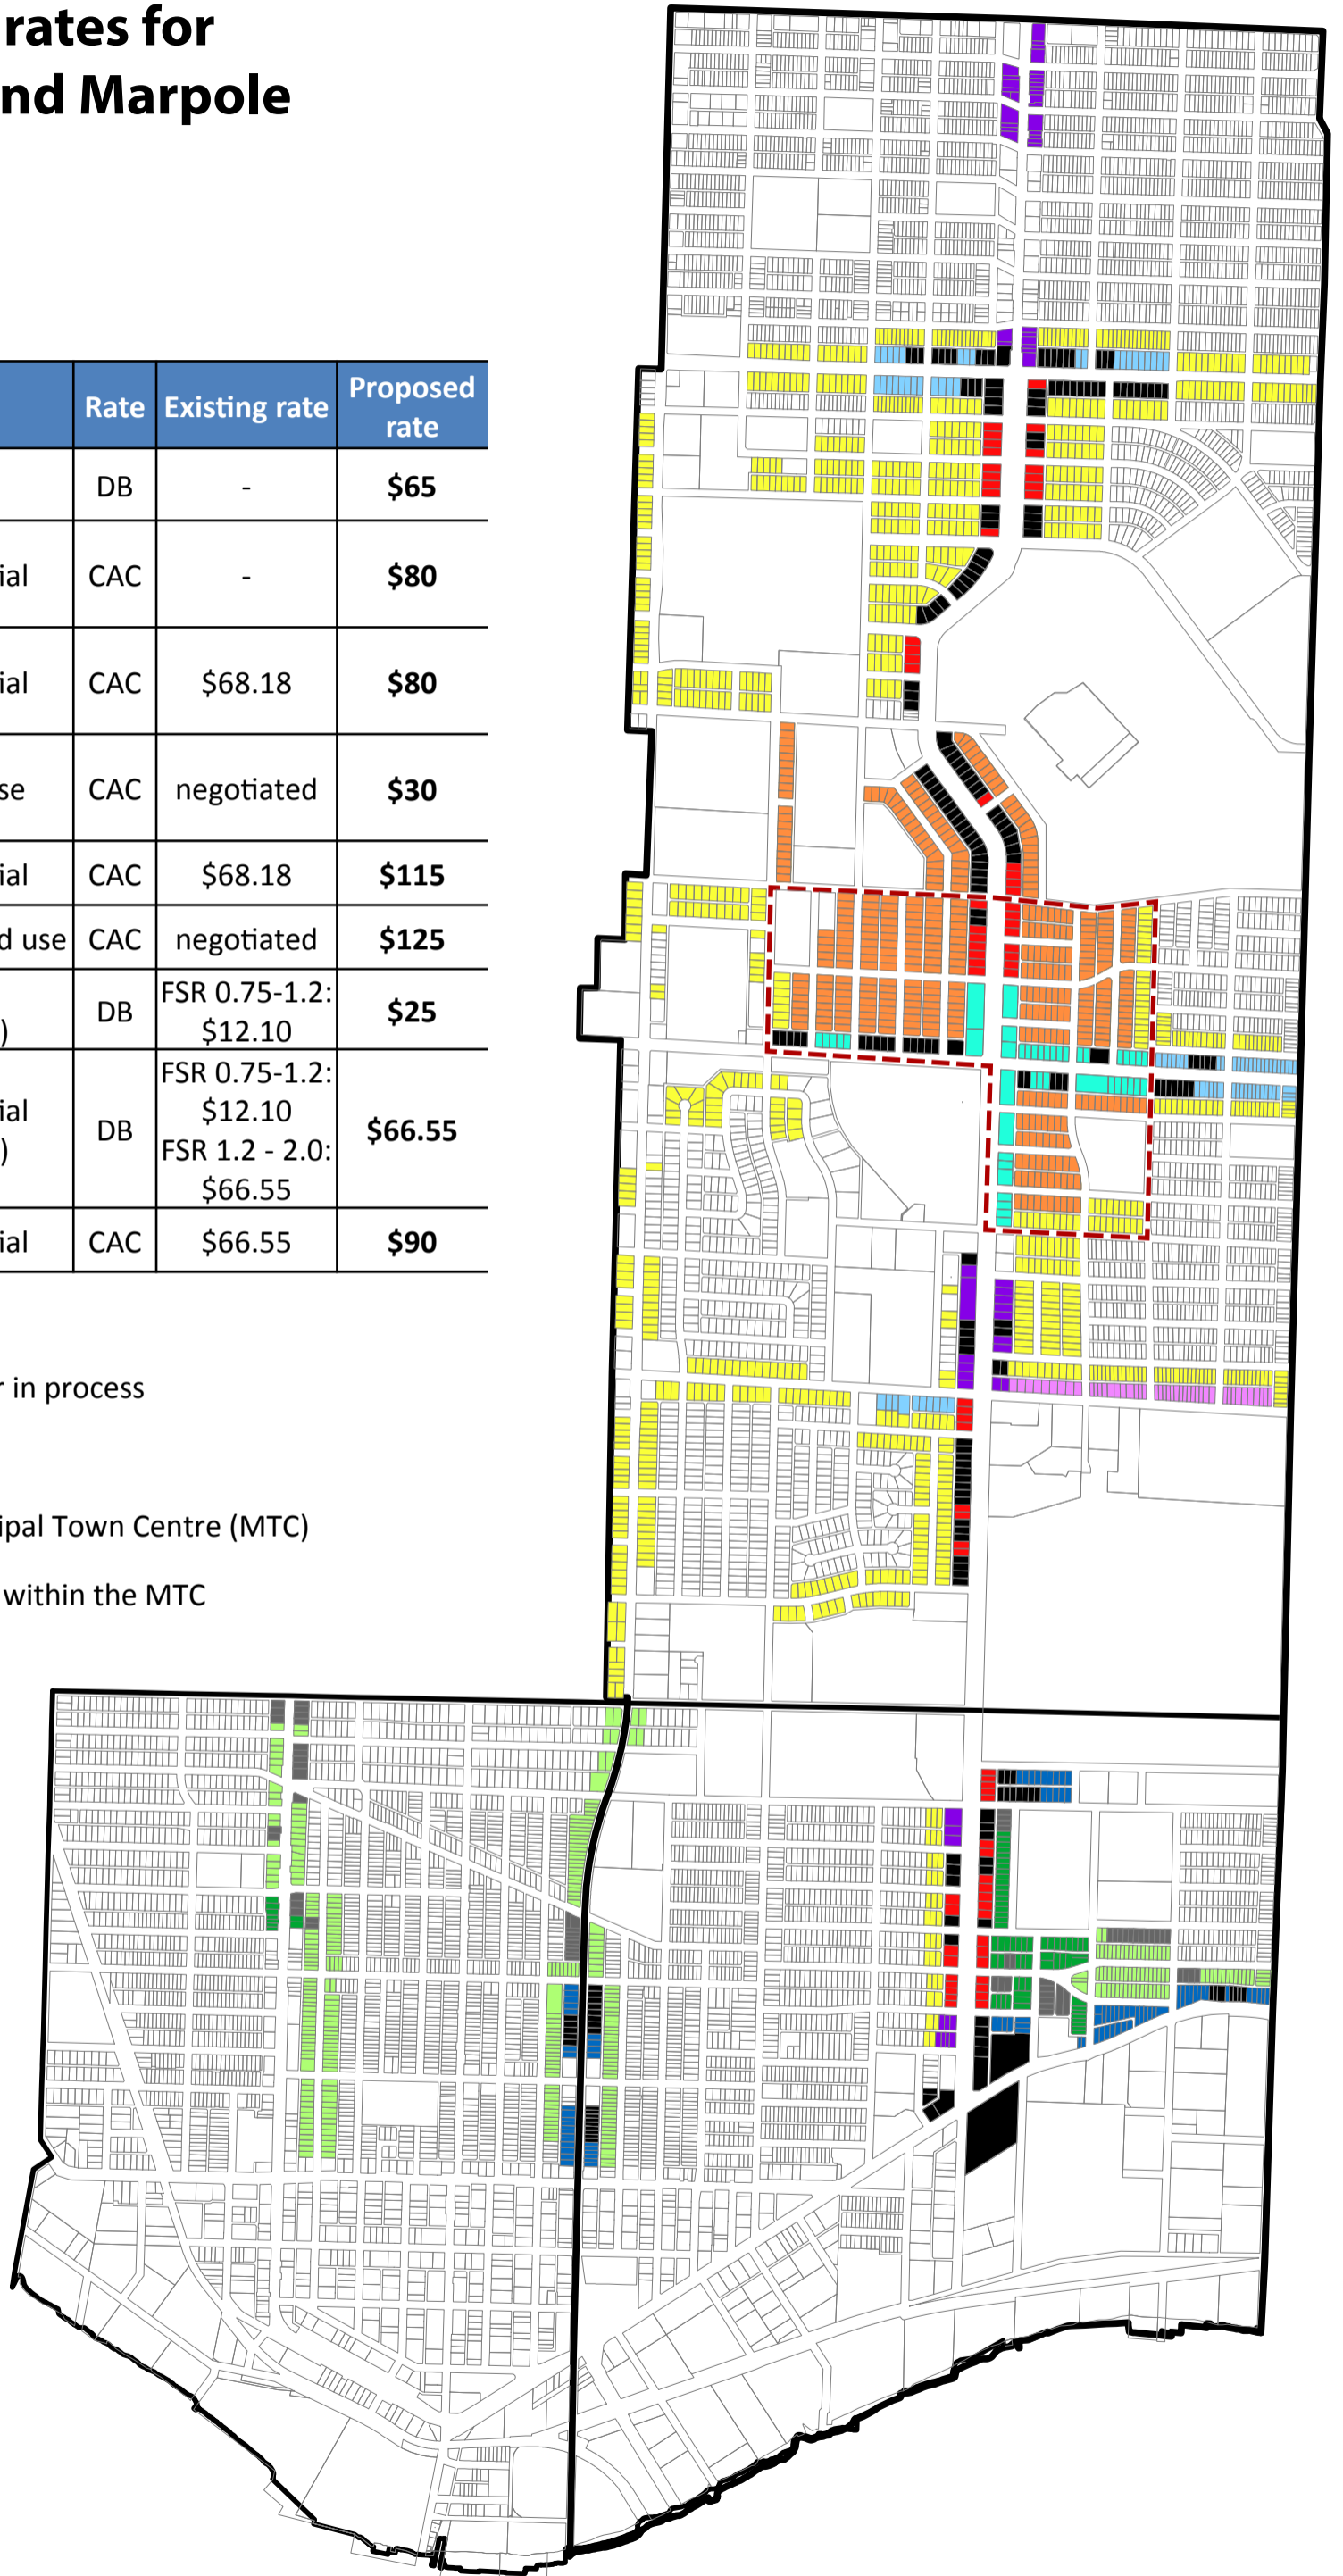 rates for
nd Marpole
Rate Existing rate Proposed
rate
DB - $65
ial CAC - $80
ial CAC $68.18 $80
se CAC negotiated $30
ial CAC $68.18 $115
d use CAC negotiated $125
) DB FSR 0.75-1.2:
$12.10 $25
ial
) DB FSR 0.75-1.2:
$12.10
FSR 1.2 - 2.0:
$66.55 $66.55
ial CAC $66.55 $90
r in process
ipal Town Centre (MTC)
within the MTC